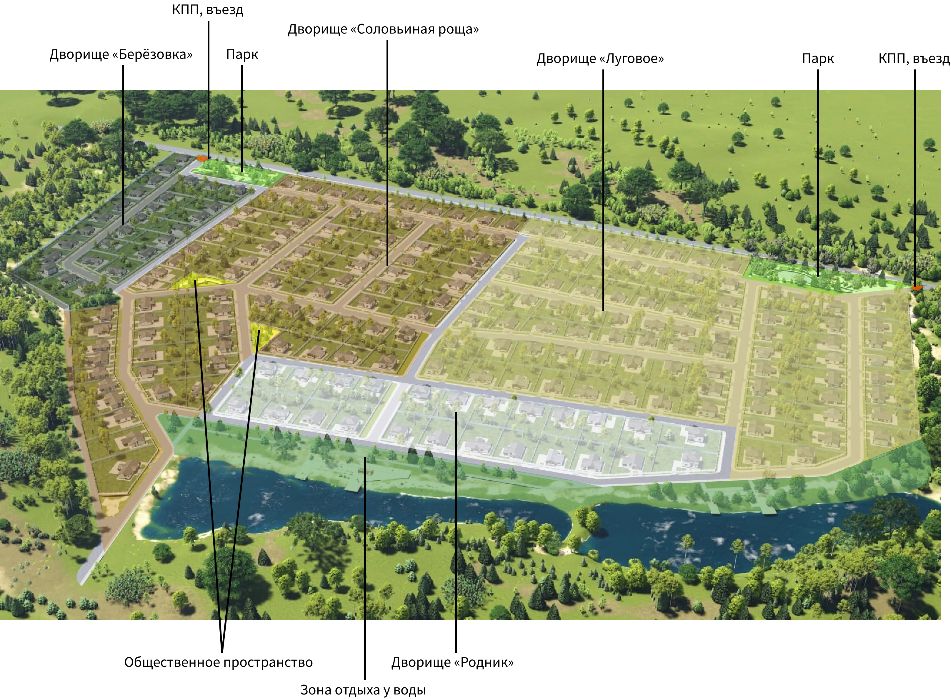 КПП, въезд
Дворище «Соловьиная роща»
Дворище «Берёзовка»
Парк
Дворище «Луговое»
Парк
КПП, въезд
Общественное пространство
Дворище «Родник»
Зона отдыха у воды